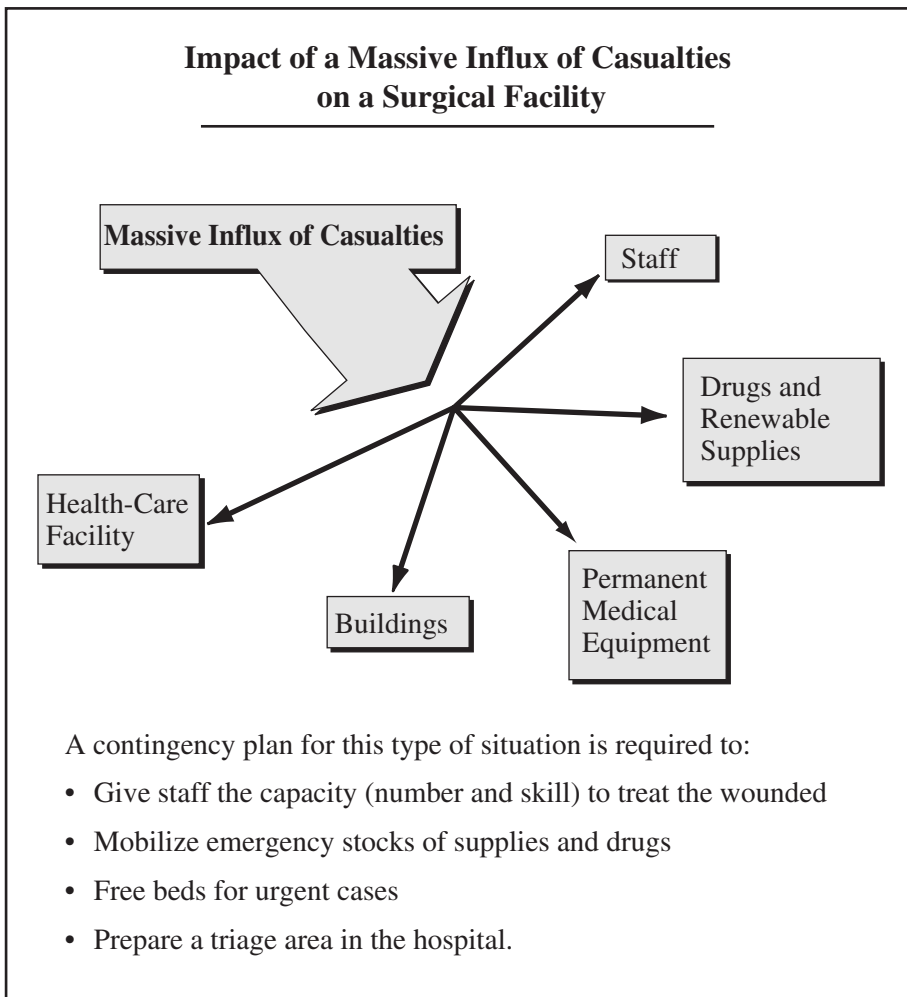 Impact of a Massive Influx of Casualties
on a Surgical Facility
Massive Influx of Casualties
Staff
Drugs and
Renewable
Supplies
Health-Care
Facility
Buildings
Permanent
Medical
Equipment
A contingency plan for this type of situation is required to:
• Give staff the capacity (number and skill) to treat the wounded
• Mobilize emergency stocks of supplies and drugs
• Free beds for urgent cases
• Prepare a triage area in the hospital.